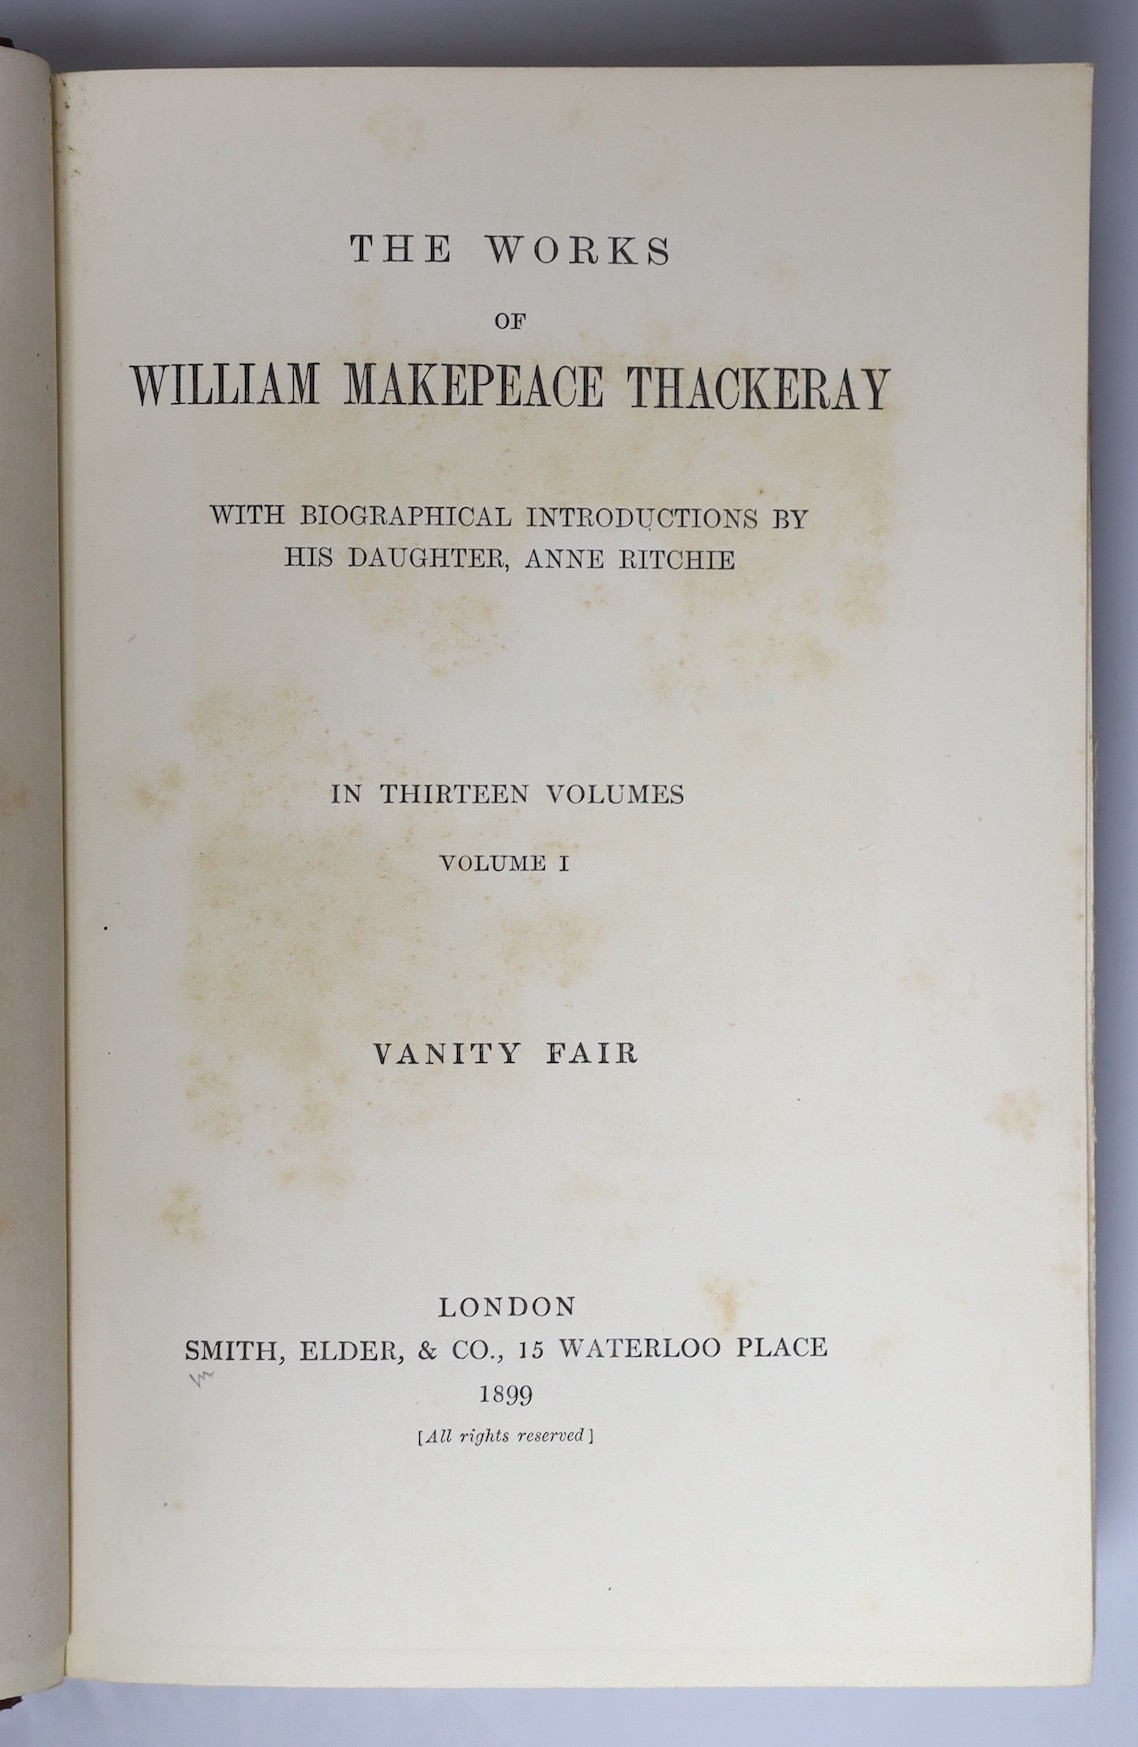 THE WORKS
OF
WILLIAM MAKEPEACE THACKERAY
WITH BIOGRAPHICAL INTRODUCTIONS BY
HIS DAUGHTER, ANNE RITCHIE
IN THIRTEEN VOLUMES
VOLUME I
VANITY FAIR
LONDON
SMITH, ELDER, & CO., 15 WATERLOO PLACE
1899
[All rights reserved]